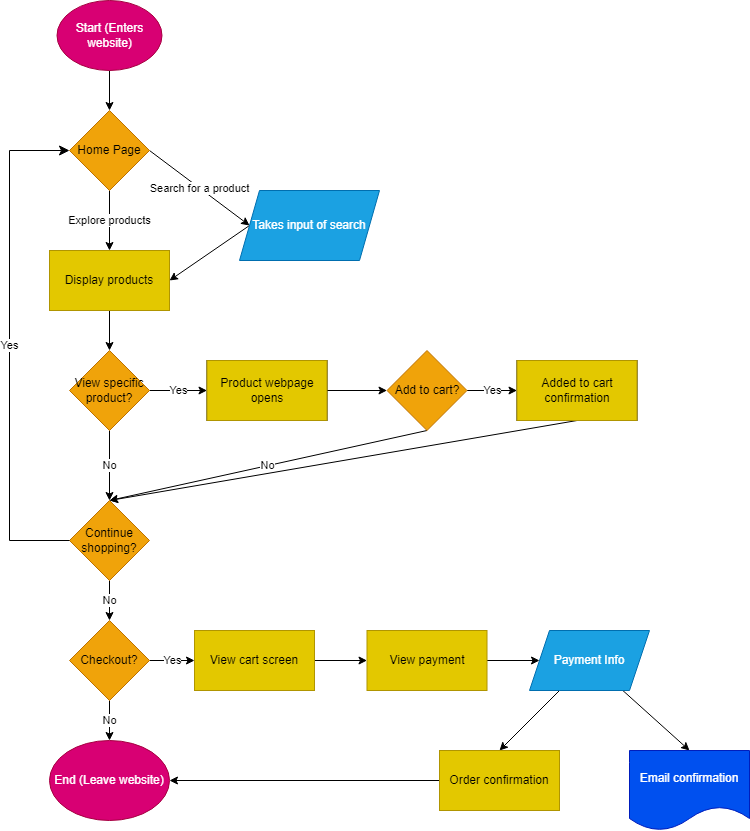 Start (Enters
website)
Home Page
Search for a product
Explore products
Takes input of search
Display products
Yes
View specific
product?
Yes
Product webpage
opens
Add to cart?
Yes
Added to cart
confirmation
No
No
Continue
shopping?
No
Checkout?
Yes
View cart screen
View payment
Payment Info
No
End (Leave website)
Order confirmation
Email confirmation